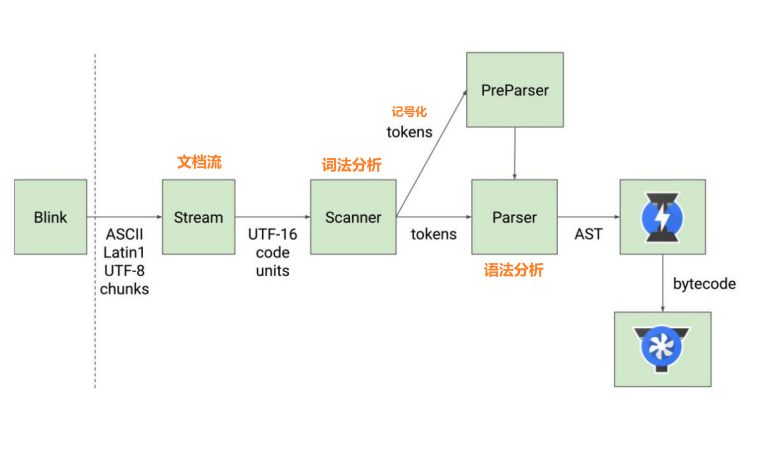 PreParser
记号化
tokens
文档流
词法分析
Blink
Stream
Scanner
Parser
ASCII
Latin1
UTF-8
chunks
UTF-16
code
units
tokens
AST
语法分析
bytecode